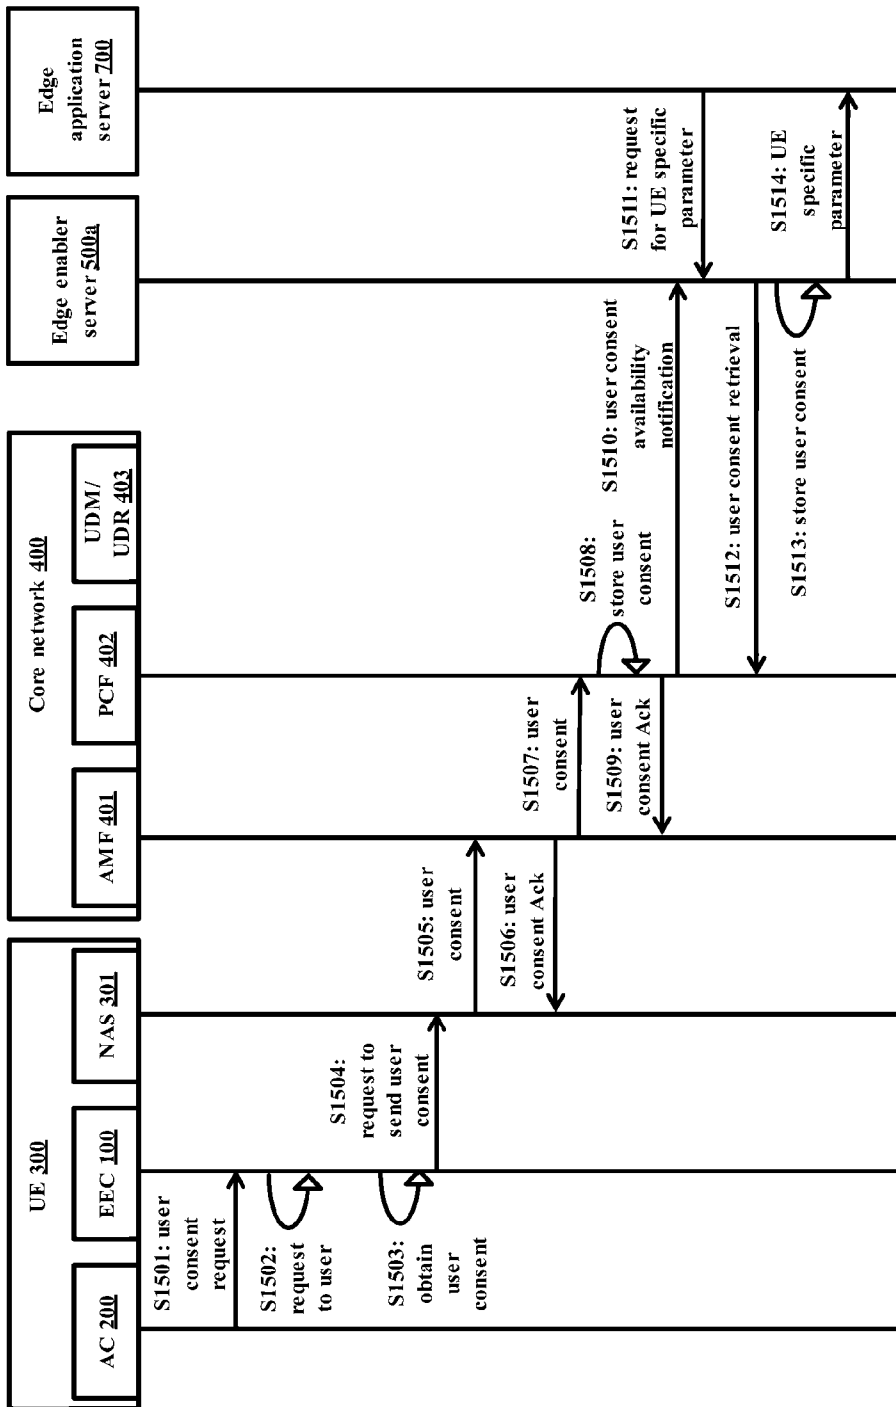 UE 300
AC 200
EEC 100
NAS 301
Core network 400
AMF 401
PCF 402
UDM/
UDR 403
Edge enabler
server 500a
Edge
application
server 700
S1501: user
consent
request
S1502:
request
to user
S1503:
obtain
user
consent
S1504:
request to
send user
consent
S1505: user
consent
S1506: user
consent Ack
S1507: user
consent
S1508:
store user
consent
S1509: user
consent Ack
S1510: user consent
availability
notification
S1511: request
for UE specific
parameter
S1512: user consent retrieval
S1513: store user consent
S1514: UE
specific
parameter